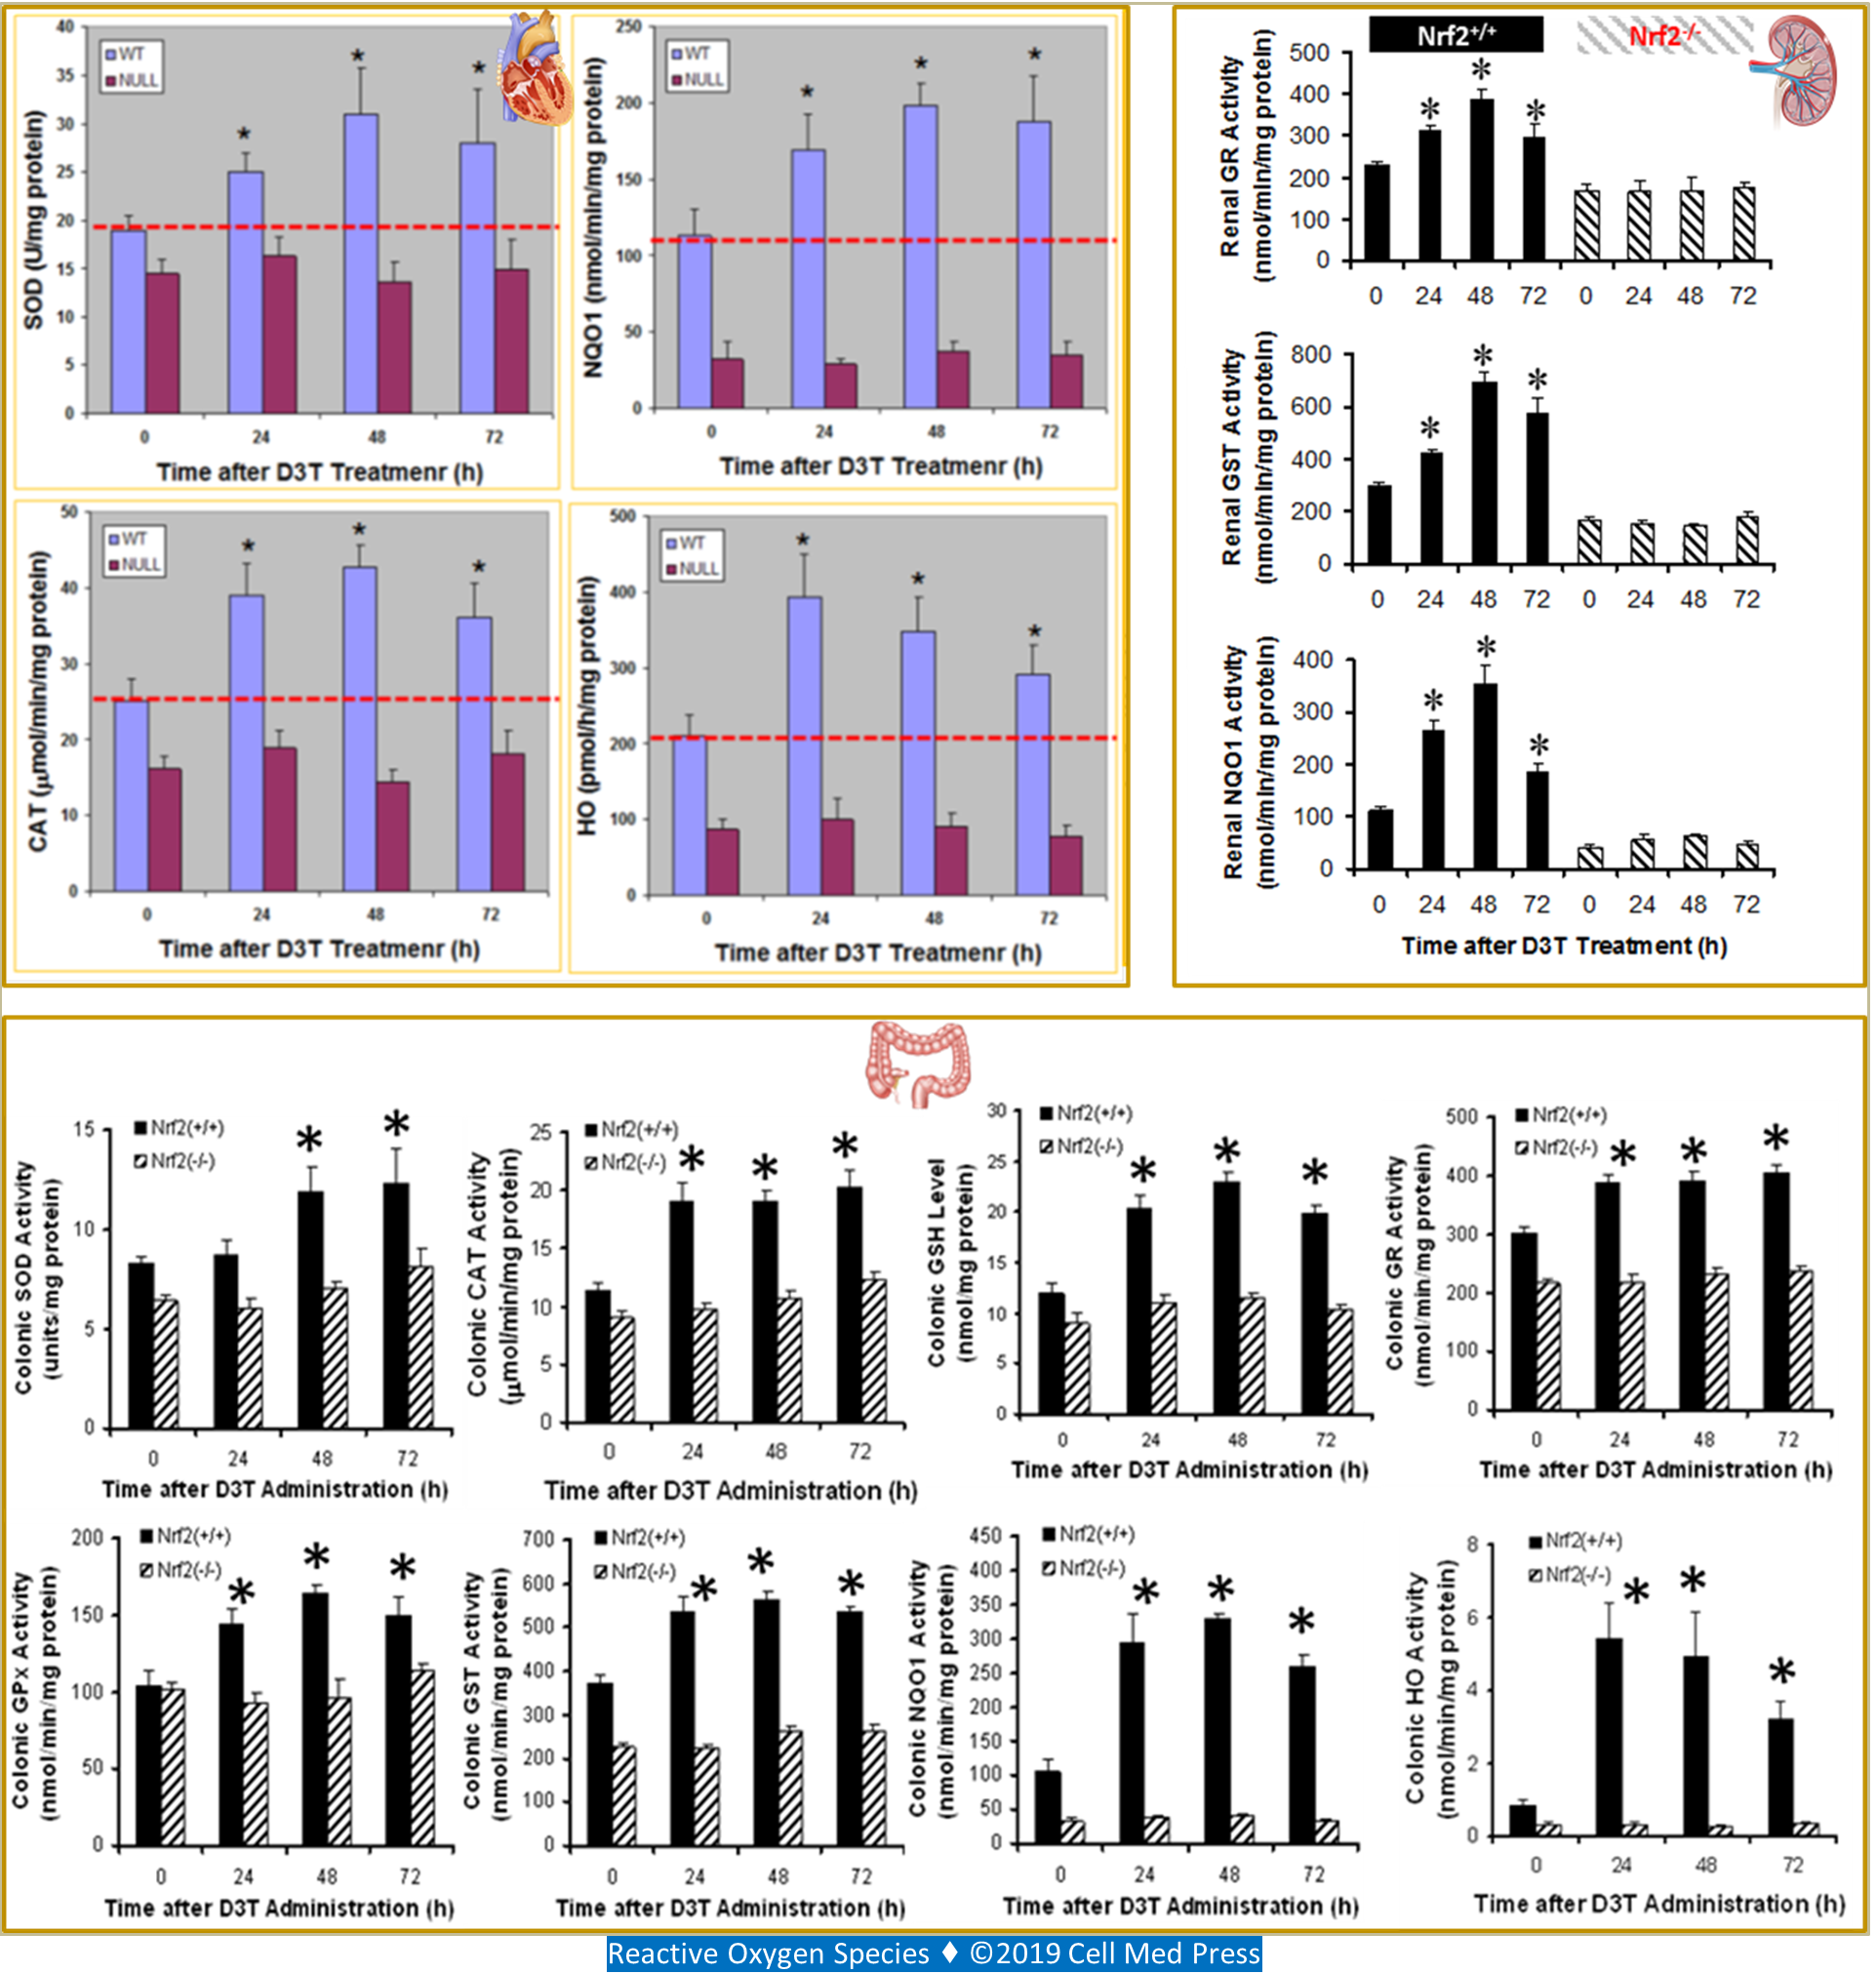 40
35
30
25
20
15
10
5
0
WT
NULL
*
*
*
SOD (U/mg protein)
0 24 48 72
Time after D3T Treatmenr (h)
250
200
150
100
50
0
WT
NULL
*
*
*
NQO1 (nmol/min/mg protein)
0 24 48 72
Time after D3T Treatmenr (h)
50
40
30
20
10
0
WT
NULL
*
*
*
CAT (μmol/min/mg protein)
0 24 48 72
Time after D3T Treatmenr (h)
500
400
300
200
100
0
WT
NULL
*
*
*
HO (pmol/h/mg protein)
0 24 48 72
Time after D3T Treatmenr (h)
Nrf2+/+
Nrf2-/-
Renal GR Activity
(nmol/min/mg protein)
500
400
300
200
100
0
*
*
*
0 24 48 72 0 24 48 72
Renal GST Activity
(nmol/min/mg protein)
800
600
400
200
0
*
*
*
0 24 48 72 0 24 48 72
Renal NQO1 Activity
(nmol/min/mg protein)
400
300
200
100
0
*
*
*
0 24 48 72 0 24 48 72
Time after D3T Treatment (h)
Colonic SOD Activity
(units/mg protein)
15
10
5
0
Nrf2(+/+)
Nrf2(-/-)
*
*
0 24 48 72
Time after D3T Administration (h)
Colonic CAT Activity
(μmol/min/mg protein)
25
20
15
10
5
0
Nrf2(+/+)
Nrf2(-/-)
*
*
*
0 24 48 72
Time after D3T Administration (h)
Colonic GSH Level
(nmol/mg protein)
30
25
20
15
10
5
0
Nrf2(+/+)
Nrf2(-/-)
*
*
*
0 24 48 72
Time after D3T Administration (h)
Colonic GR Activity
(nmol/min/mg protein)
500
400
300
200
100
0
Nrf2(+/+)
Nrf2(-/-)
*
*
*
0 24 48 72
Time after D3T Administration (h)
Colonic GPx Activity
(nmol/min/mg protein)
200
150
100
50
0
Nrf2(+/+)
Nrf2(-/-)
*
*
*
0 24 48 72
Time after D3T Administration (h)
Colonic GST Activity
(nmol/min/mg protein)
700
600
500
400
300
200
100
0
Nrf2(+/+)
Nrf2(-/-)
*
*
*
0 24 48 72
Time after D3T Administration (h)
Colonic NQO1 Activity
(nmol/min/mg protein)
450
400
350
300
250
200
150
100
50
0
Nrf2(+/+)
Nrf2(-/-)
*
*
*
0 24 48 72
Time after D3T Administration (h)
Colonic HO Activity
(nmol/min/mg protein)
8
6
4
2
0
Nrf2(+/+)
Nrf2(-/-)
*
*
*
0 24 48 72
Time after D3T Administration (h)
Reactive Oxygen Species ♦ ©2019 Cell Med Press